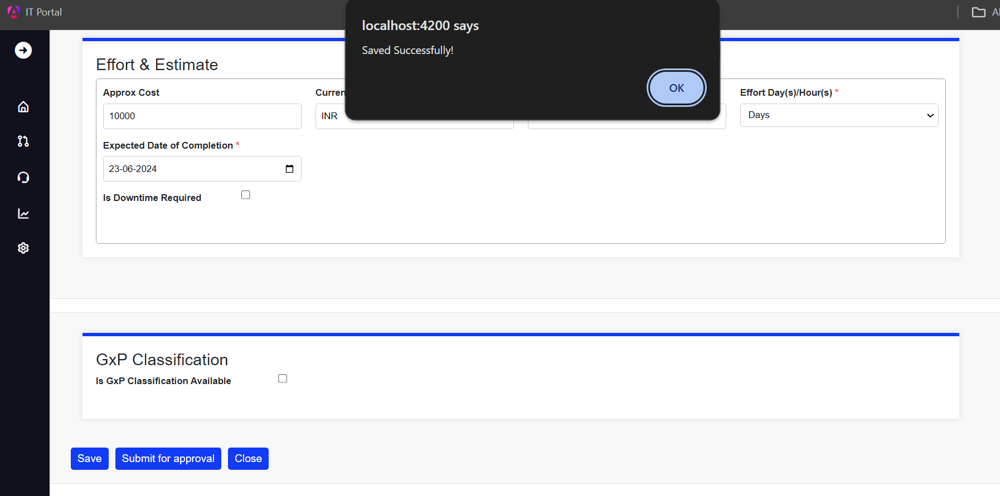 IT Portal
localhost:4200 says
Saved Successfully!
OK
Effort & Estimate
Approx Cost
Effort Day(s)/Hour(s) *
10000
INR
Days
Expected Date of Completion *
23-06-2024
Is Downtime Required
GxP Classification
Is GxP Classification Available
Save
Submit for approval
Close